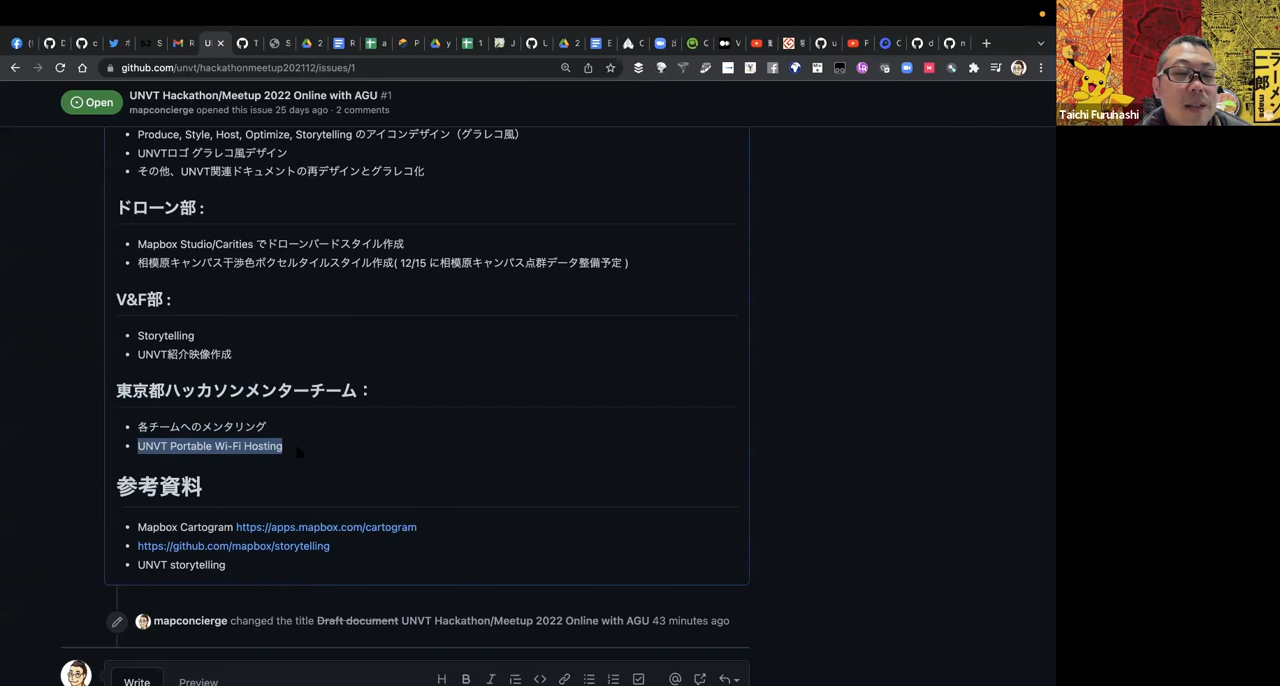 github.com/unvt/hackathonmeetup202112/issues/1
Open
UNVT Hackathon/Meetup 2022 Online with AGU #1
mapconcierge opened this issue 25 days ago · 2 comments
• Produce, Style, Host, Optimize, Storytelling のアイコンデザイン（グラレコ風）
• UNVTロゴ グラレコ風デザイン
• その他、UNVT関連ドキュメントの再デザインとグラレコ化
ドローン部 :
• Mapbox Studio/Carities でドローンバードスタイル作成
• 相模原キャンパス干渉色ボクセルタイルスタイル作成( 12/15 に相模原キャンパス点群データ整備予定 )
V&F部 :
• Storytelling
• UNVT紹介映像作成
東京都ハッカソンメンターチーム：
• 各チームへのメンタリング
• UNVT Portable Wi-Fi Hosting
参考資料
• Mapbox Cartogram https://apps.mapbox.com/cartogram
• https://github.com/mapbox/storytelling
• UNVT storytelling
mapconcierge changed the title Draft document UNVT Hackathon/Meetup 2022 Online with AGU 43 minutes ago
Write Preview
Taichi Furuhashi
ラーメン
二郎